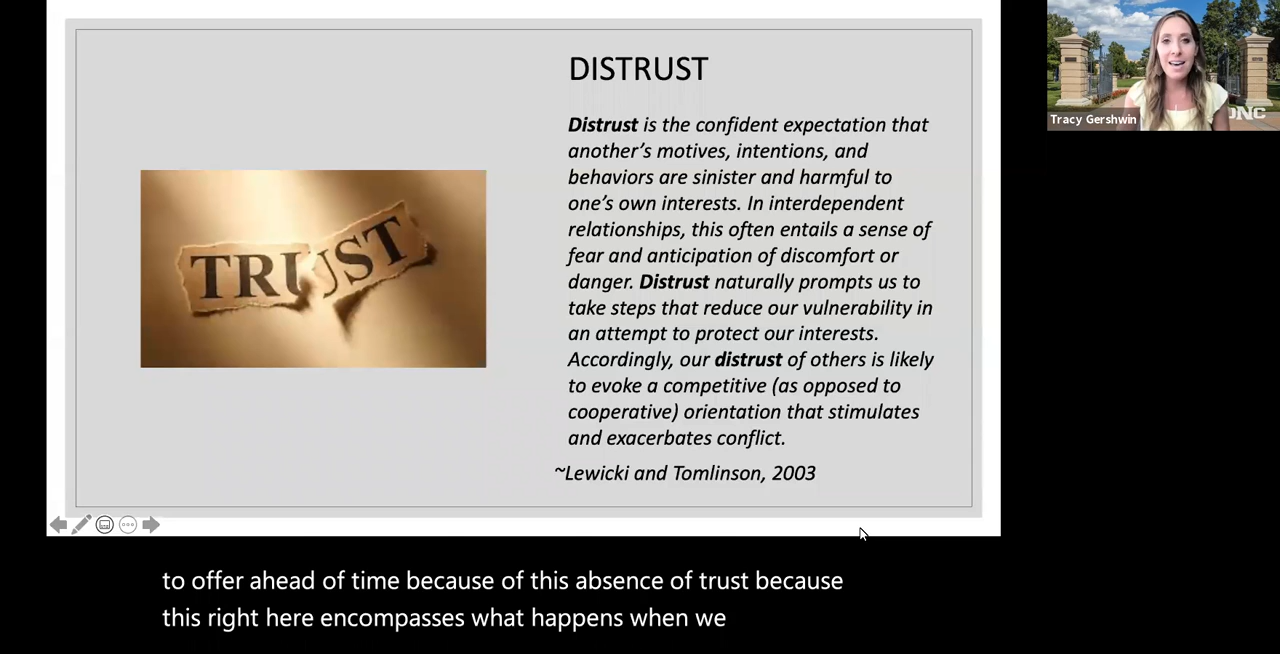 DISTRUST
Distrust is the confident expectation that
another’s motives, intentions, and
behaviors are sinister and harmful to
one’s own interests. In interdependent
relationships, this often entails a sense of
fear and anticipation of discomfort or
danger. Distrust naturally prompts us to
take steps that reduce our vulnerability in
an attempt to protect our interests.
Accordingly, our distrust of others is likely
to evoke a competitive (as opposed to
cooperative) orientation that stimulates
and exacerbates conflict.
~Lewicki and Tomlinson, 2003
TRUST
Tracy Gershwin
UNC
to offer ahead of time because of this absence of trust because
this right here encompasses what happens when we